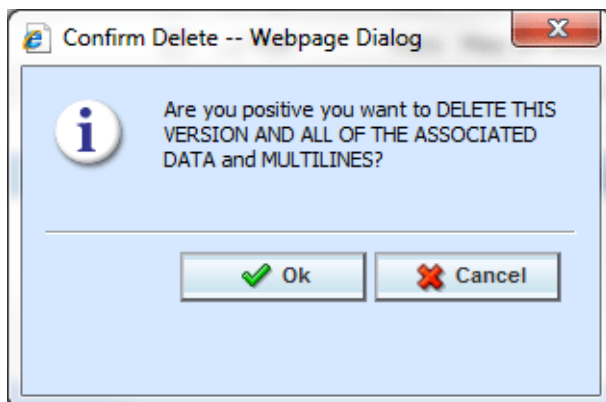 Confirm Delete -- Webpage Dialog
Are you positive you want to DELETE THIS
VERSION AND ALL OF THE ASSOCIATED
DATA and MULTILINES?
Ok
Cancel